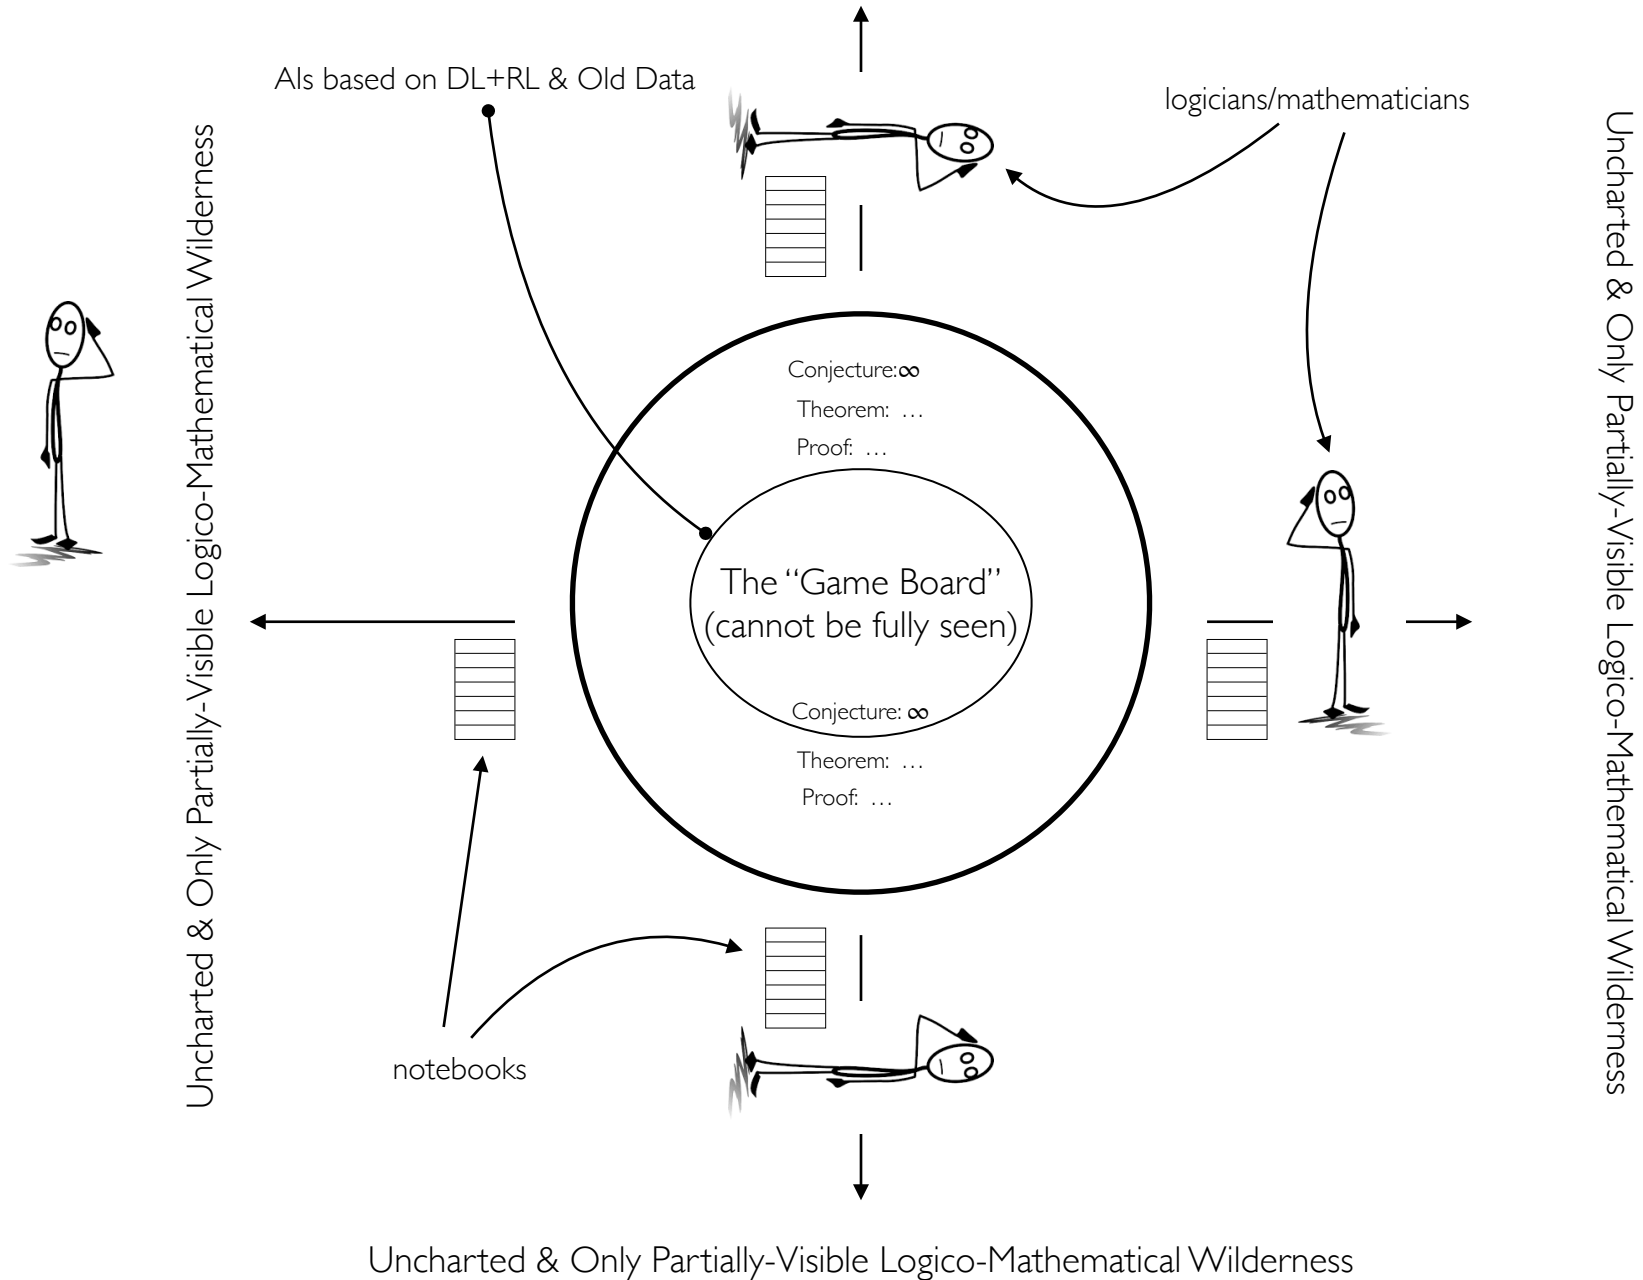 AIs based on DL+RL & Old Data
logicians/mathematicians
Uncharted & Only Partially-Visible Logico-Mathematical Wilderness
Uncharted & Only Partially-Visible Logico-Mathematical Wilderness
Conjecture:∞
Theorem: …
Proof: …
The “Game Board”
(cannot be fully seen)
Conjecture: ∞
Theorem: …
Proof: …
notebooks
Uncharted & Only Partially-Visible Logico-Mathematical Wilderness